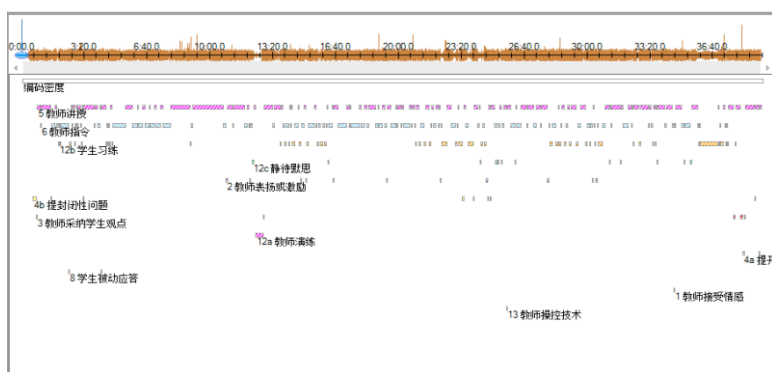 0:00.0 3:20.0 6:40.0 10:00.0 13:20.0 16:40.0 20:00.0 23:20.0 26:40.0 30:00.0 33:20.0 36:40.0
编码密度
5 教师讲授
6 教师指令
12b 学生习练
12c 静待默思
2 教师表扬或激励
4b 提封闭性问题
3 教师采纳学生观点
12a 教师演练
4a 提开
8 学生被动应答
1 教师接受情感
13 教师操控技术